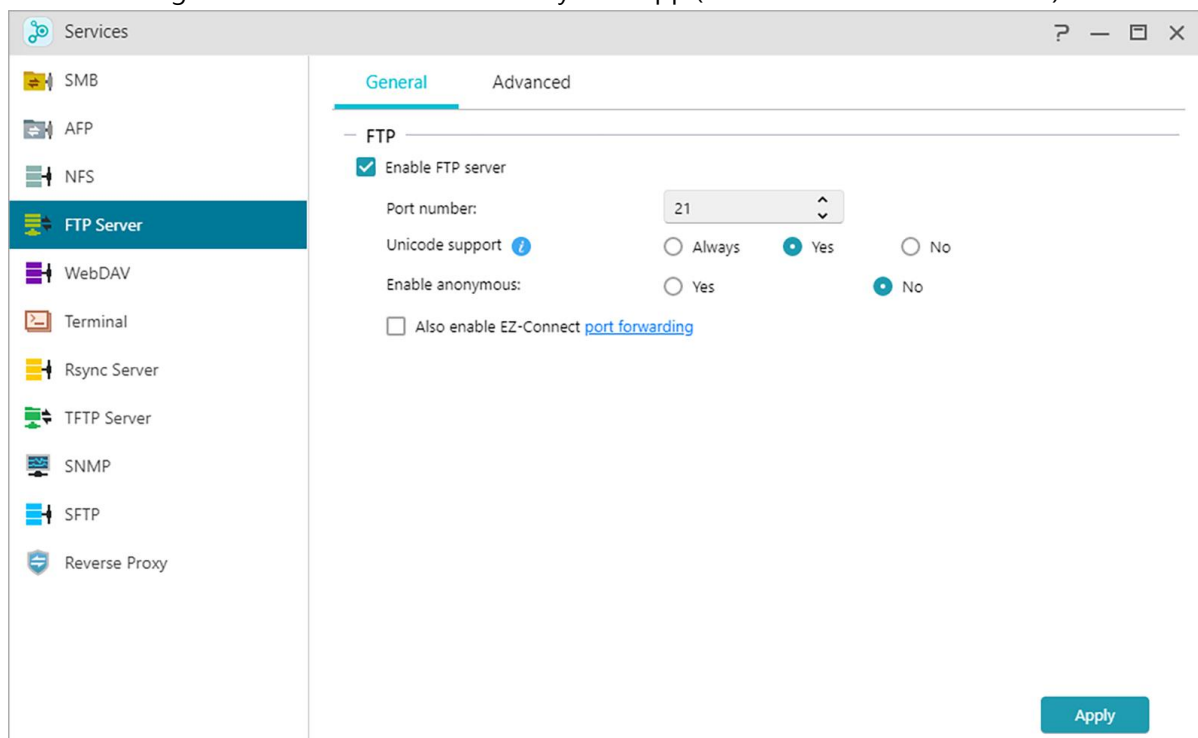 Services
SMB
AFP
NFS
FTP Server
WebDAV
Terminal
Rsync Server
TFTP Server
SNMP
SFTP
Reverse Proxy
General Advanced
FTP
Enable FTP server
Port number: 21
Unicode support Always Yes No
Enable anonymous: Yes No
Also enable EZ-Connect port forwarding
Apply